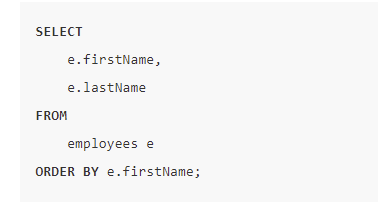 SELECT
    e.firstName,
    e.lastName
FROM
    employees e
ORDER BY e.firstName;